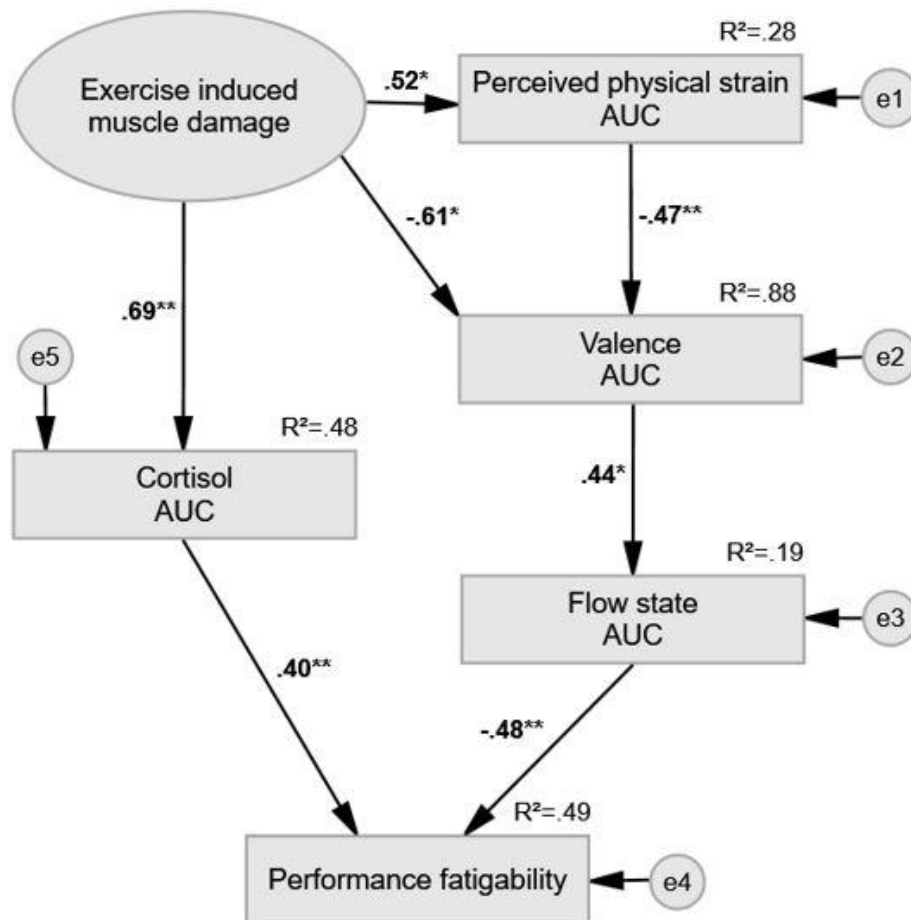 R²=.28
Exercise induced
muscle damage
.52*
Perceived physical strain
AUC
e1
-.61*
-.47**
.69**
R²=.88
e5
Valence
AUC
e2
R²=.48
.44*
Cortisol
AUC
R²=.19
Flow state
AUC
e3
.40**
-.48**
R²=.49
Performance fatigability
e4